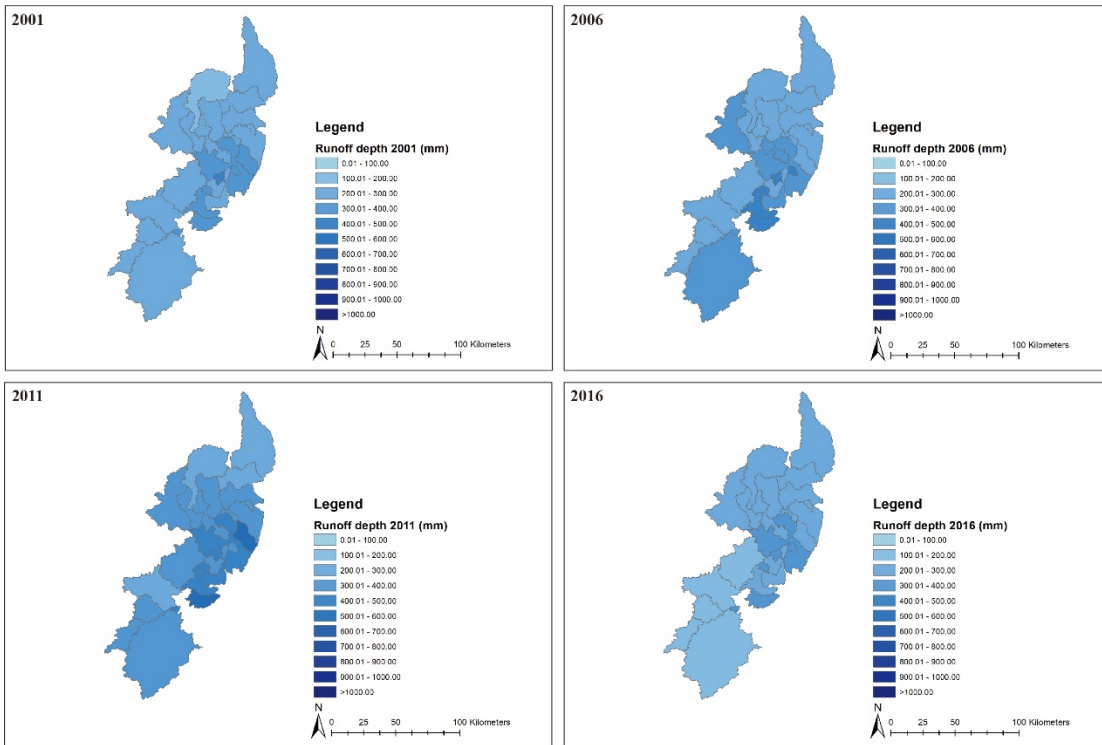 2001
Legend
Runoff depth 2001 (mm)
0.01 - 100.00
100.01 - 200.00
200.01 - 300.00
300.01 - 400.00
400.01 - 500.00
500.01 - 600.00
600.01 - 700.00
700.01 - 800.00
800.01 - 900.00
900.01 - 1000.00
>1000.00
N
0 25 50 100 Kilometers
2006
Legend
Runoff depth 2006 (mm)
0.01 - 100.00
100.01 - 200.00
200.01 - 300.00
300.01 - 400.00
400.01 - 500.00
500.01 - 600.00
600.01 - 700.00
700.01 - 800.00
800.01 - 900.00
900.01 - 1000.00
>1000.00
N
0 25 50 100 Kilometers
2011
Legend
Runoff depth 2011 (mm)
0.01 - 100.00
100.01 - 200.00
200.01 - 300.00
300.01 - 400.00
400.01 - 500.00
500.01 - 600.00
600.01 - 700.00
700.01 - 800.00
800.01 - 900.00
900.01 - 1000.00
>1000.00
N
0 25 50 100 Kilometers
2016
Legend
Runoff depth 2016 (mm)
0.01 - 100.00
100.01 - 200.00
200.01 - 300.00
300.01 - 400.00
400.01 - 500.00
500.01 - 600.00
600.01 - 700.00
700.01 - 800.00
800.01 - 900.00
900.01 - 1000.00
>1000.00
N
0 25 50 100 Kilometers